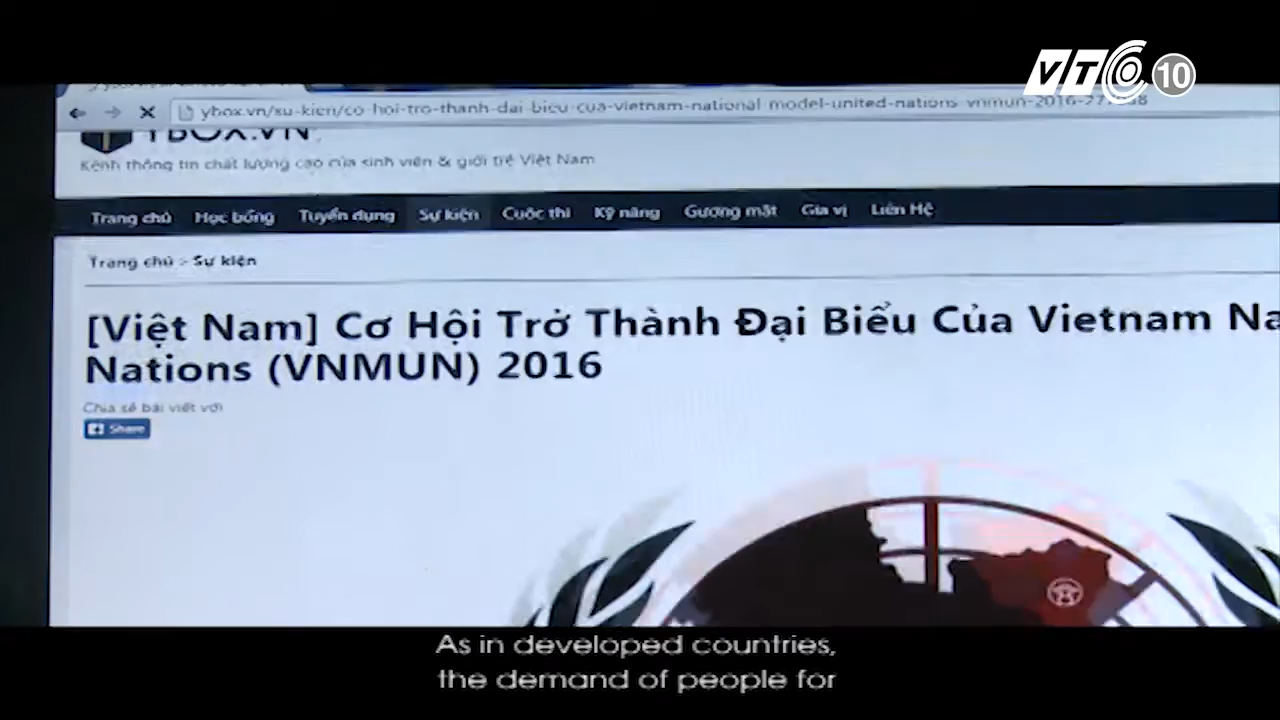 VTC 10
ybox.vn/su-kien/co-hoi-tro-thanh-dai-bieu-cua-vietnam-national-model-united-nations-vnmun-2016-
YBOX.VN
Kênh thông tin chất lượng cao của sinh viên & giới trẻ Việt Nam
Trang chủ Học bổng Tuyển dụng Sự kiện Cuộc thi Kỹ năng Gương mặt Gia vị Liên Hệ
Trang chủ > Sự kiện
[Việt Nam] Cơ Hội Trở Thành Đại Biểu Của Vietnam Na
Nations (VNMUN) 2016
Chia sẻ bài viết với
Share
As in developed countries,
the demand of people for